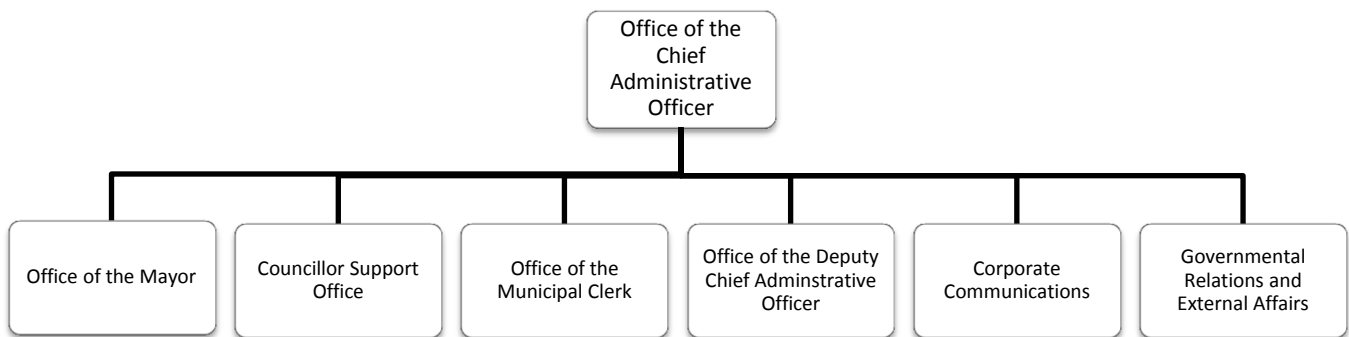 Office of the
Chief
Administrative
Officer
Office of the Mayor
Councillor Support
Office
Office of the
Municipal Clerk
Office of the Deputy
Chief Adminstrative
Officer
Corporate
Communications
Governmental
Relations and
External Affairs